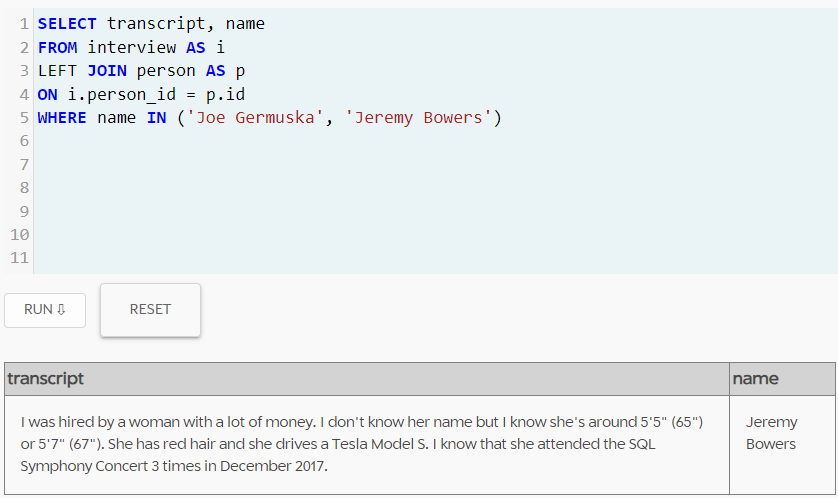 1 SELECT transcript, name
2 FROM interview AS i
3 LEFT JOIN person AS p
4 ON i.person_id = p.id
5 WHERE name IN ('Joe Germuska', 'Jeremy Bowers')
6
7
8
9
10
11
RUN ⇩ RESET
transcript name
I was hired by a woman with a lot of money. I don't know her name but I know she's around 5'5" (65") Jeremy
or 5'7" (67"). She has red hair and she drives a Tesla Model S. I know that she attended the SQL Bowers
Symphony Concert 3 times in December 2017.